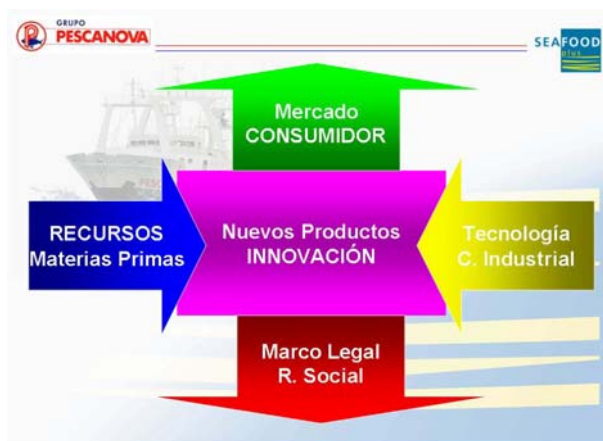 GRUPO
PESCANOVA
SEAFOOD
plus
Mercado
CONSUMIDOR
RECURSOS
Materias Primas
Nuevos Productos
INNOVACIÓN
Tecnología
C. Industrial
Marco Legal
R. Social